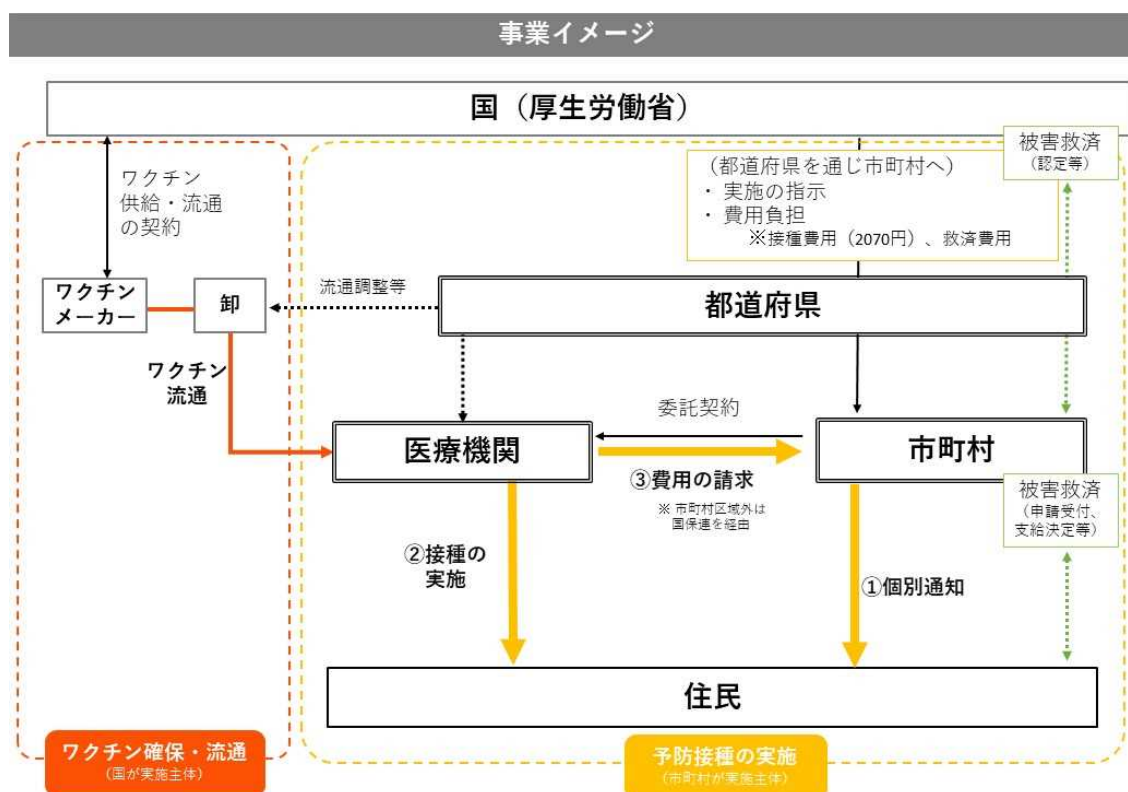 事業イメージ
国（厚生労働省）
被害救済
（認定等）
ワクチン
供給・流通
の契約
（都道府県を通じ市町村へ）
・ 実施の指示
・ 費用負担
※接種費用（2070円）、救済費用
ワクチン
メーカー
卸
流通調整等
都道府県
ワクチン
流通
委託契約
医療機関
市町村
③費用の請求
※ 市町村区域外は
国保連を経由
被害救済
（申請受付、
支給決定等）
②接種の
実施
①個別通知
住民
ワクチン確保・流通
（国が実施主体）
予防接種の実施
（市町村が実施主体）